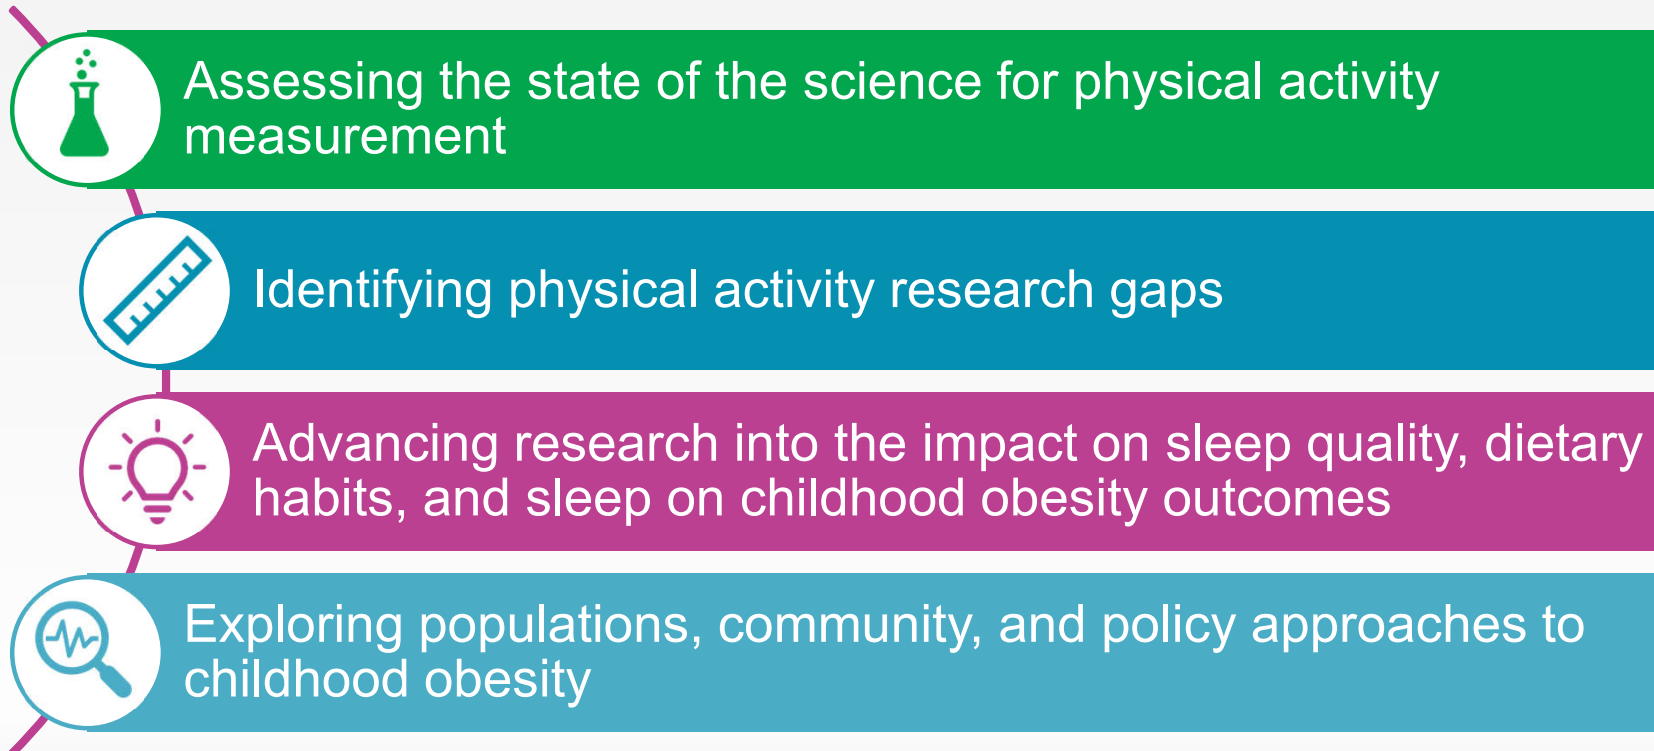 Assessing the state of the science for physical activity
measurement
Identifying physical activity research gaps
Advancing research into the impact on sleep quality, dietary
habits, and sleep on childhood obesity outcomes
Exploring populations, community, and policy approaches to
childhood obesity